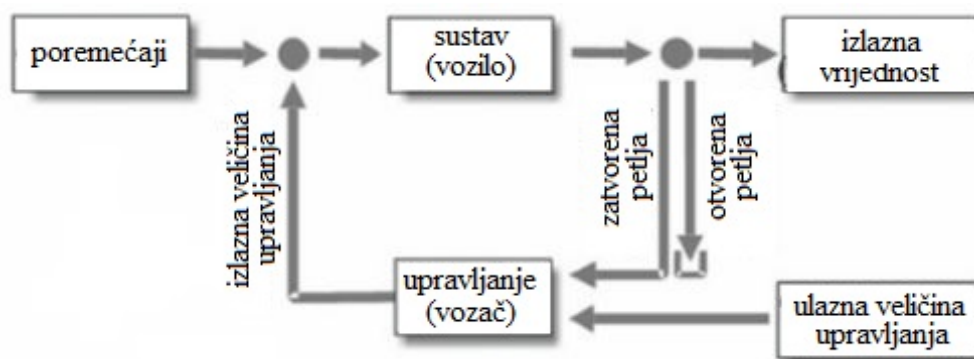 poremećaji
sustav
(vozilo)
izlazna
vrijednost
izlazna veličina
upravljanja
zatvorena
petlja
otvorena
petlja
upravljanje
(vozač)
ulazna veličina
upravljanja